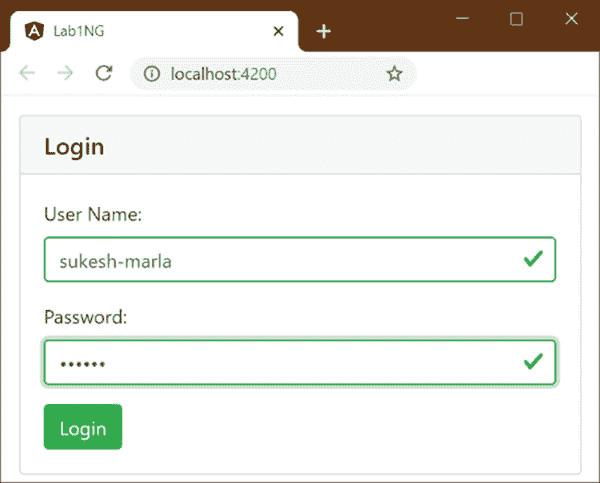 Lab1NG
localhost:4200
Login
User Name:
sukesh-marla
Password:
••••••
Login